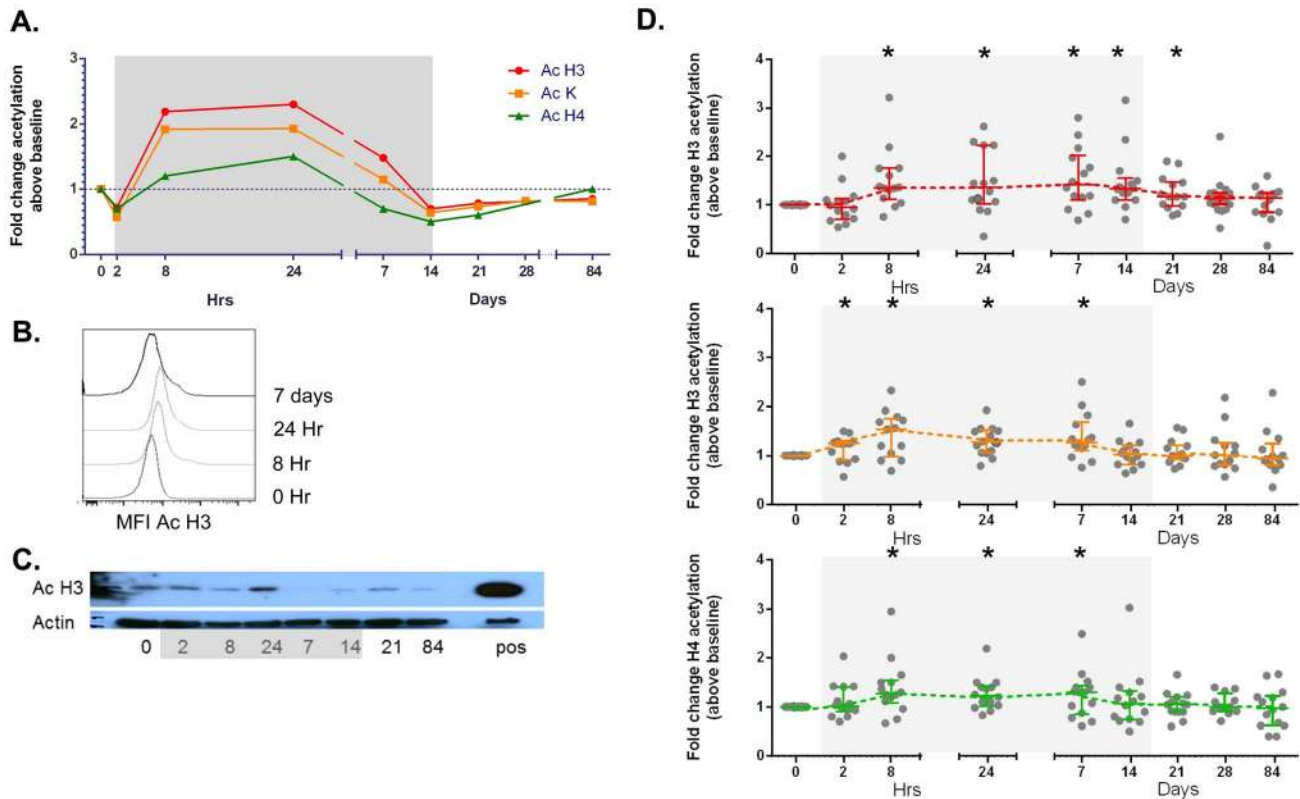 A.
Fold change acetylation
above baseline
3
2
1
0
Ac H3
Ac K
Ac H4
0 2 8 24 7 14 21 28 84
Hrs Days
B.
7 days
24 Hr
8 Hr
0 Hr
MFI Ac H3
C.
Ac H3
Actin
0 2 8 24 7 14 21 84 pos
D.
Fold change H3 acetylation
(above baseline)
4
3
2
1
0
* * * * *
0 2 8 24 7 14 21 28 84
Hrs Days
Fold change H3 acetylation
(above baseline)
4
3
2
1
0
* * * *
0 2 8 24 7 14 21 28 84
Hrs Days
Fold change H4 acetylation
(above baseline)
4
3
2
1
0
* * *
0 2 8 24 7 14 21 28 84
Hrs Days